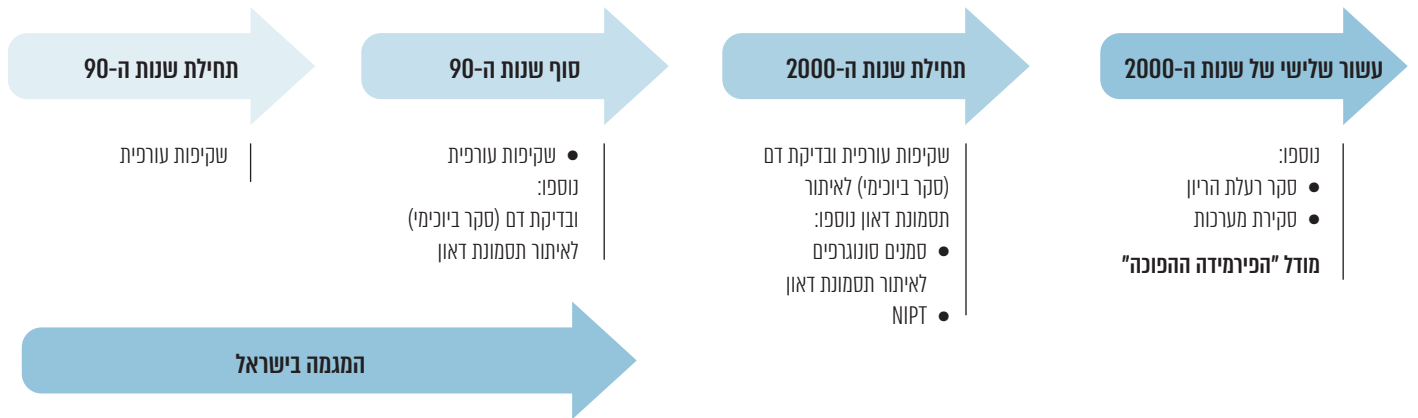 תחילת שנות ה-90
שקיפות עורפית
סוף שנות ה-90
● שקיפות עורפית
נוספו:
ובדיקת דם (סקר ביוכימי)
לאיתור תסמונת דאון
תחילת שנות ה-2000
שקיפות עורפית ובדיקת דם
(סקר ביוכימי) לאיתור
תסמונת דאון נוספו:
● סמנים סונוגרפים
לאיתור תסמונת דאון
● NIPT
עשור שלישי של שנות ה-2000
נוספו:
● סקר רעלת הריון
● סקירת מערכות
מודל "הפירמידה ההפוכה"
המגמה בישראל